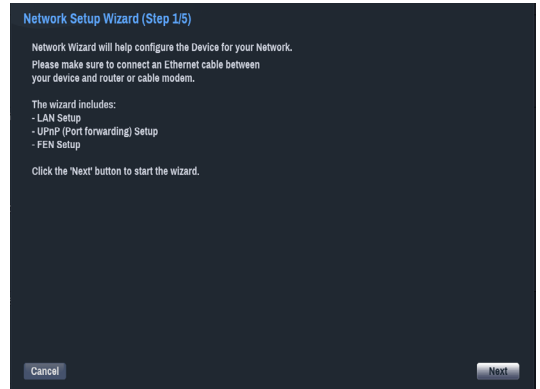 Network Setup Wizard (Step 1/5)
Network Wizard will help configure the Device for your Network.
Please make sure to connect an Ethernet cable between
your device and router or cable modem.
The wizard includes:
- LAN Setup
- UPnP (Port forwarding) Setup
- FEN Setup
Click the 'Next' button to start the wizard.
Cancel
Next